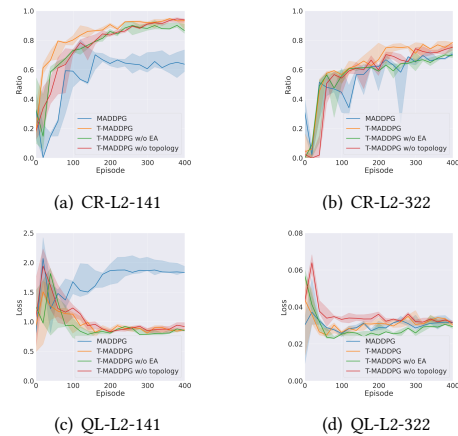 1.0
0.8
0.6
0.4
0.2
0.0
Ratio
MADDPG
T-MADDPG
T-MADDPG w/o EA
T-MADDPG w/o topology
0 100 200 300 400
Episode
(a) CR-L2-141
1.0
0.8
0.6
0.4
0.2
0.0
Ratio
MADDPG
T-MADDPG
T-MADDPG w/o EA
T-MADDPG w/o topology
0 100 200 300 400
Episode
(b) CR-L2-322
2.5
2.0
1.5
1.0
0.5
0.0
Loss
MADDPG
T-MADDPG
T-MADDPG w/o EA
T-MADDPG w/o topology
0 100 200 300 400
Episode
(c) QL-L2-141
0.08
0.06
0.04
0.02
0.00
Loss
MADDPG
T-MADDPG
T-MADDPG w/o EA
T-MADDPG w/o topology
0 100 200 300 400
Episode
(d) QL-L2-322